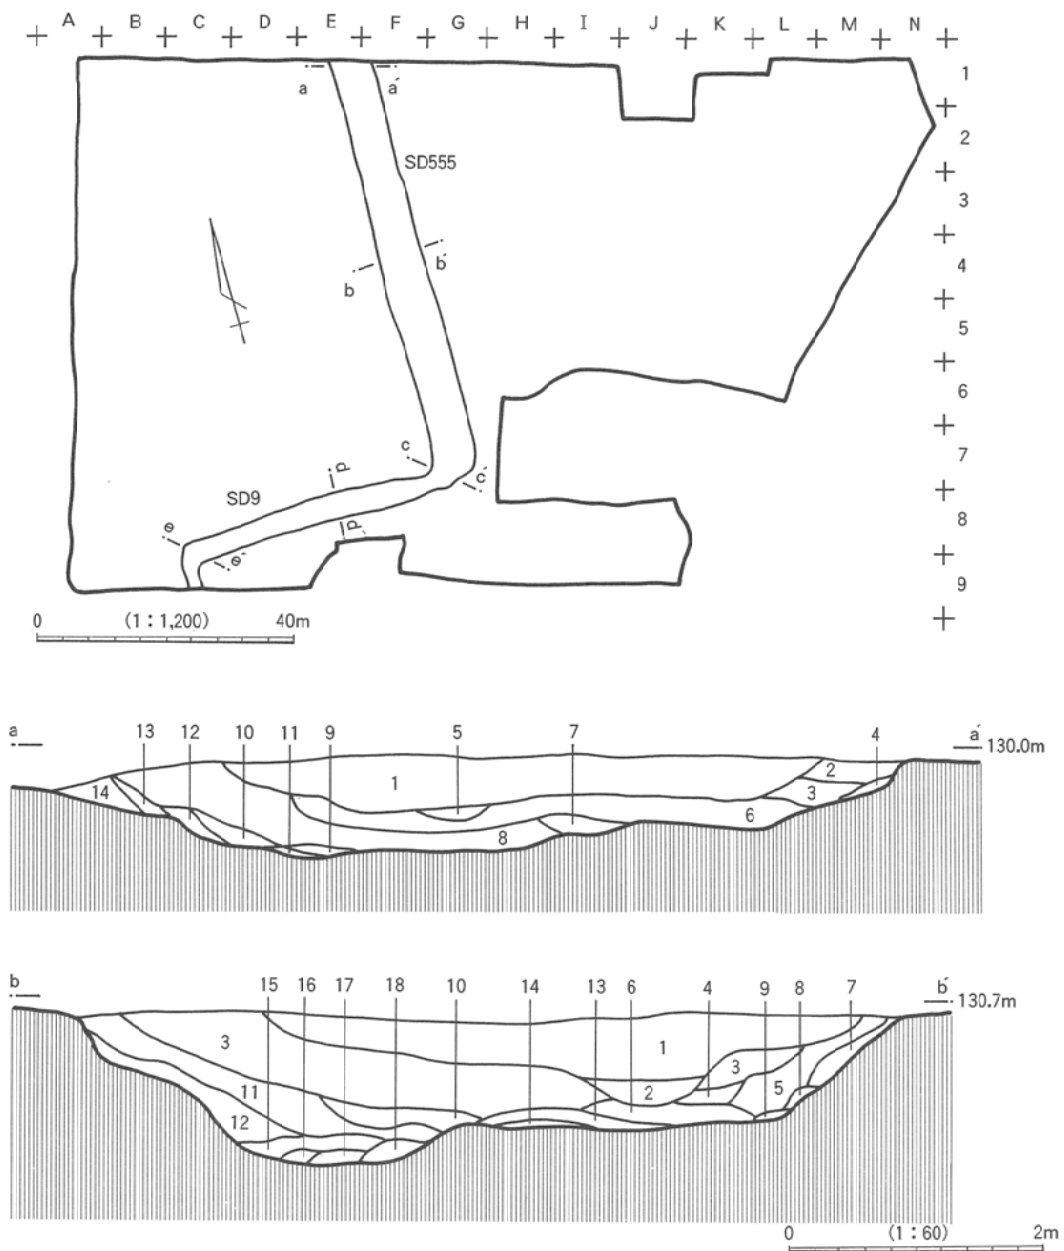 A B C D E F G H I J K L M N
1
2
3
4
5
6
7
8
9
a a´
SD555
b b´
c c´
d d´
SD9
e e´
0 (1：1,200) 40m
a 13 12 10 11 9 5 7 4 a´ 130.0m
14 1 2 3 6 8
b 15 16 17 18 10 14 13 6 4 9 8 7 b´ 130.7m
3 1 3 2 5 11 12
0 (1：60) 2m